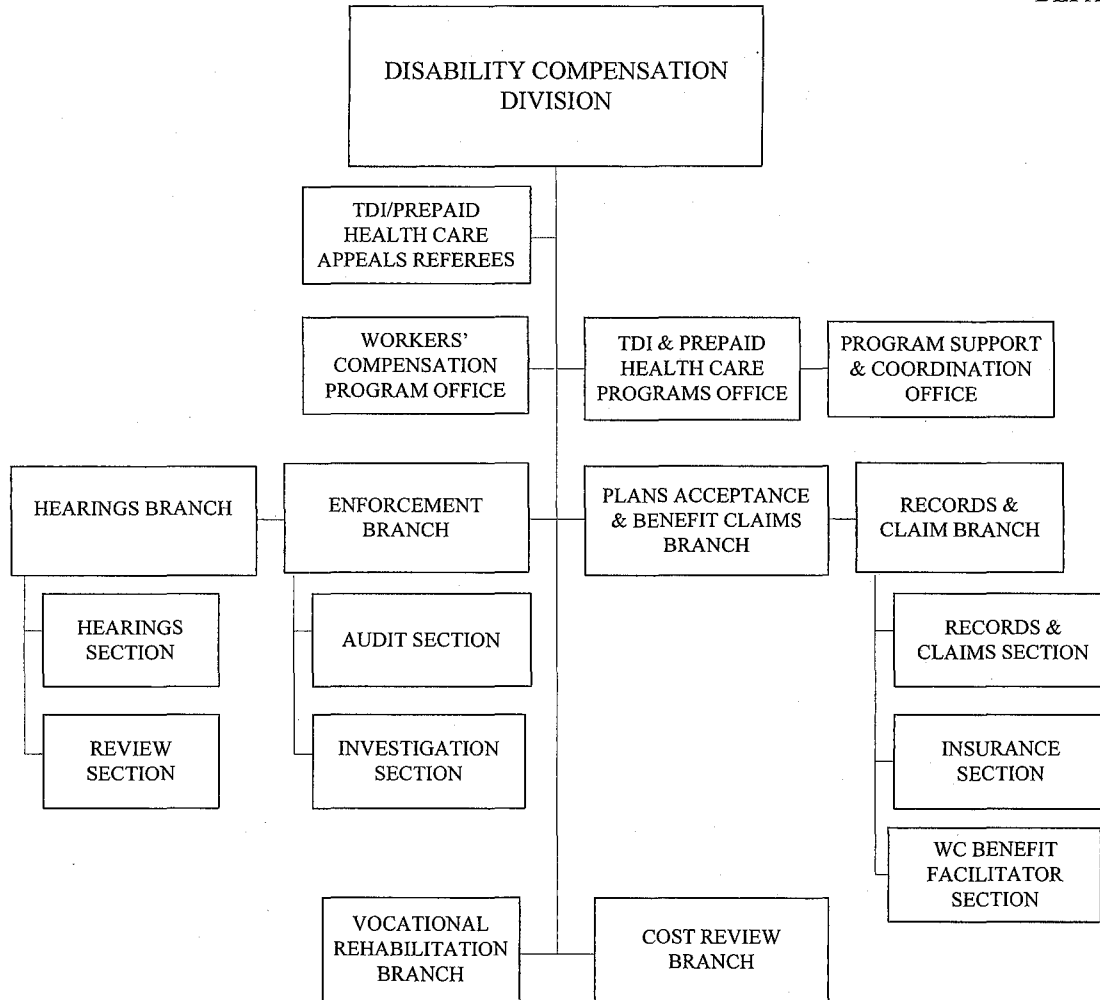 DISABILITY COMPENSATION
DIVISION
TDI/PREPAID
HEALTH CARE
APPEALS REFEREES
WORKERS’
COMPENSATION
PROGRAM OFFICE
TDI & PREPAID
HEALTH CARE
PROGRAMS OFFICE
PROGRAM SUPPORT
& COORDINATION
OFFICE
HEARINGS BRANCH
ENFORCEMENT
BRANCH
PLANS ACCEPTANCE
& BENEFIT CLAIMS
BRANCH
RECORDS &
CLAIM BRANCH
HEARINGS
SECTION
AUDIT SECTION
RECORDS &
CLAIMS SECTION
REVIEW
SECTION
INVESTIGATION
SECTION
INSURANCE
SECTION
WC BENEFIT
FACILITATOR
SECTION
VOCATIONAL
REHABILITATION
BRANCH
COST REVIEW
BRANCH